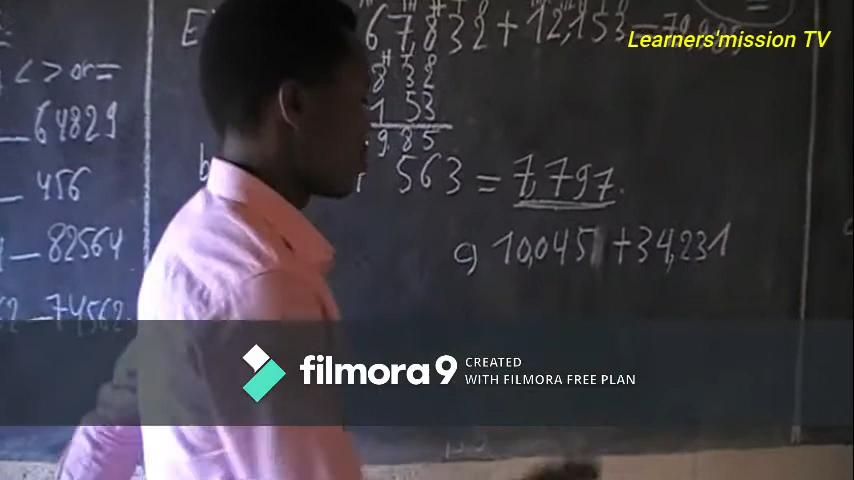 Learners'mission TV
67,832 + 12,153 =
< > or =
64829
832
153
9,85
456
563 = 7,797.
82564
c) 10,045 + 34,231
74562
filmora9
CREATED
WITH FILMORA FREE PLAN